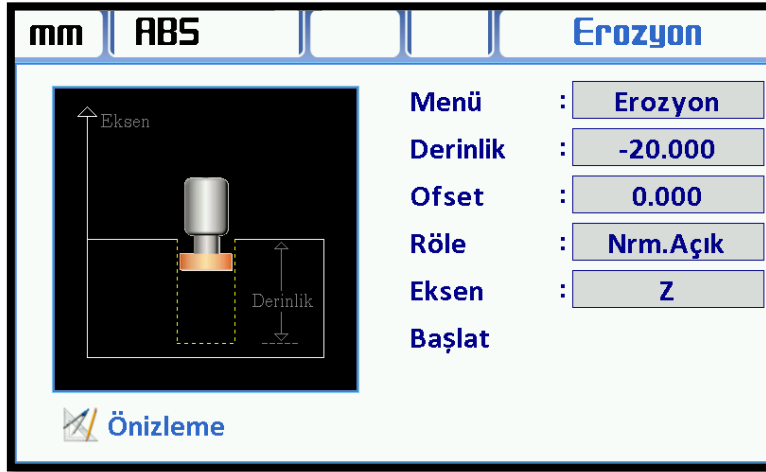 mm ABS Erozyon
Eksen
Derinlik
Önizleme
Menü : Erozyon
Derinlik : -20.000
Ofset : 0.000
Röle : Nrm.Açık
Eksen : Z
Başlat